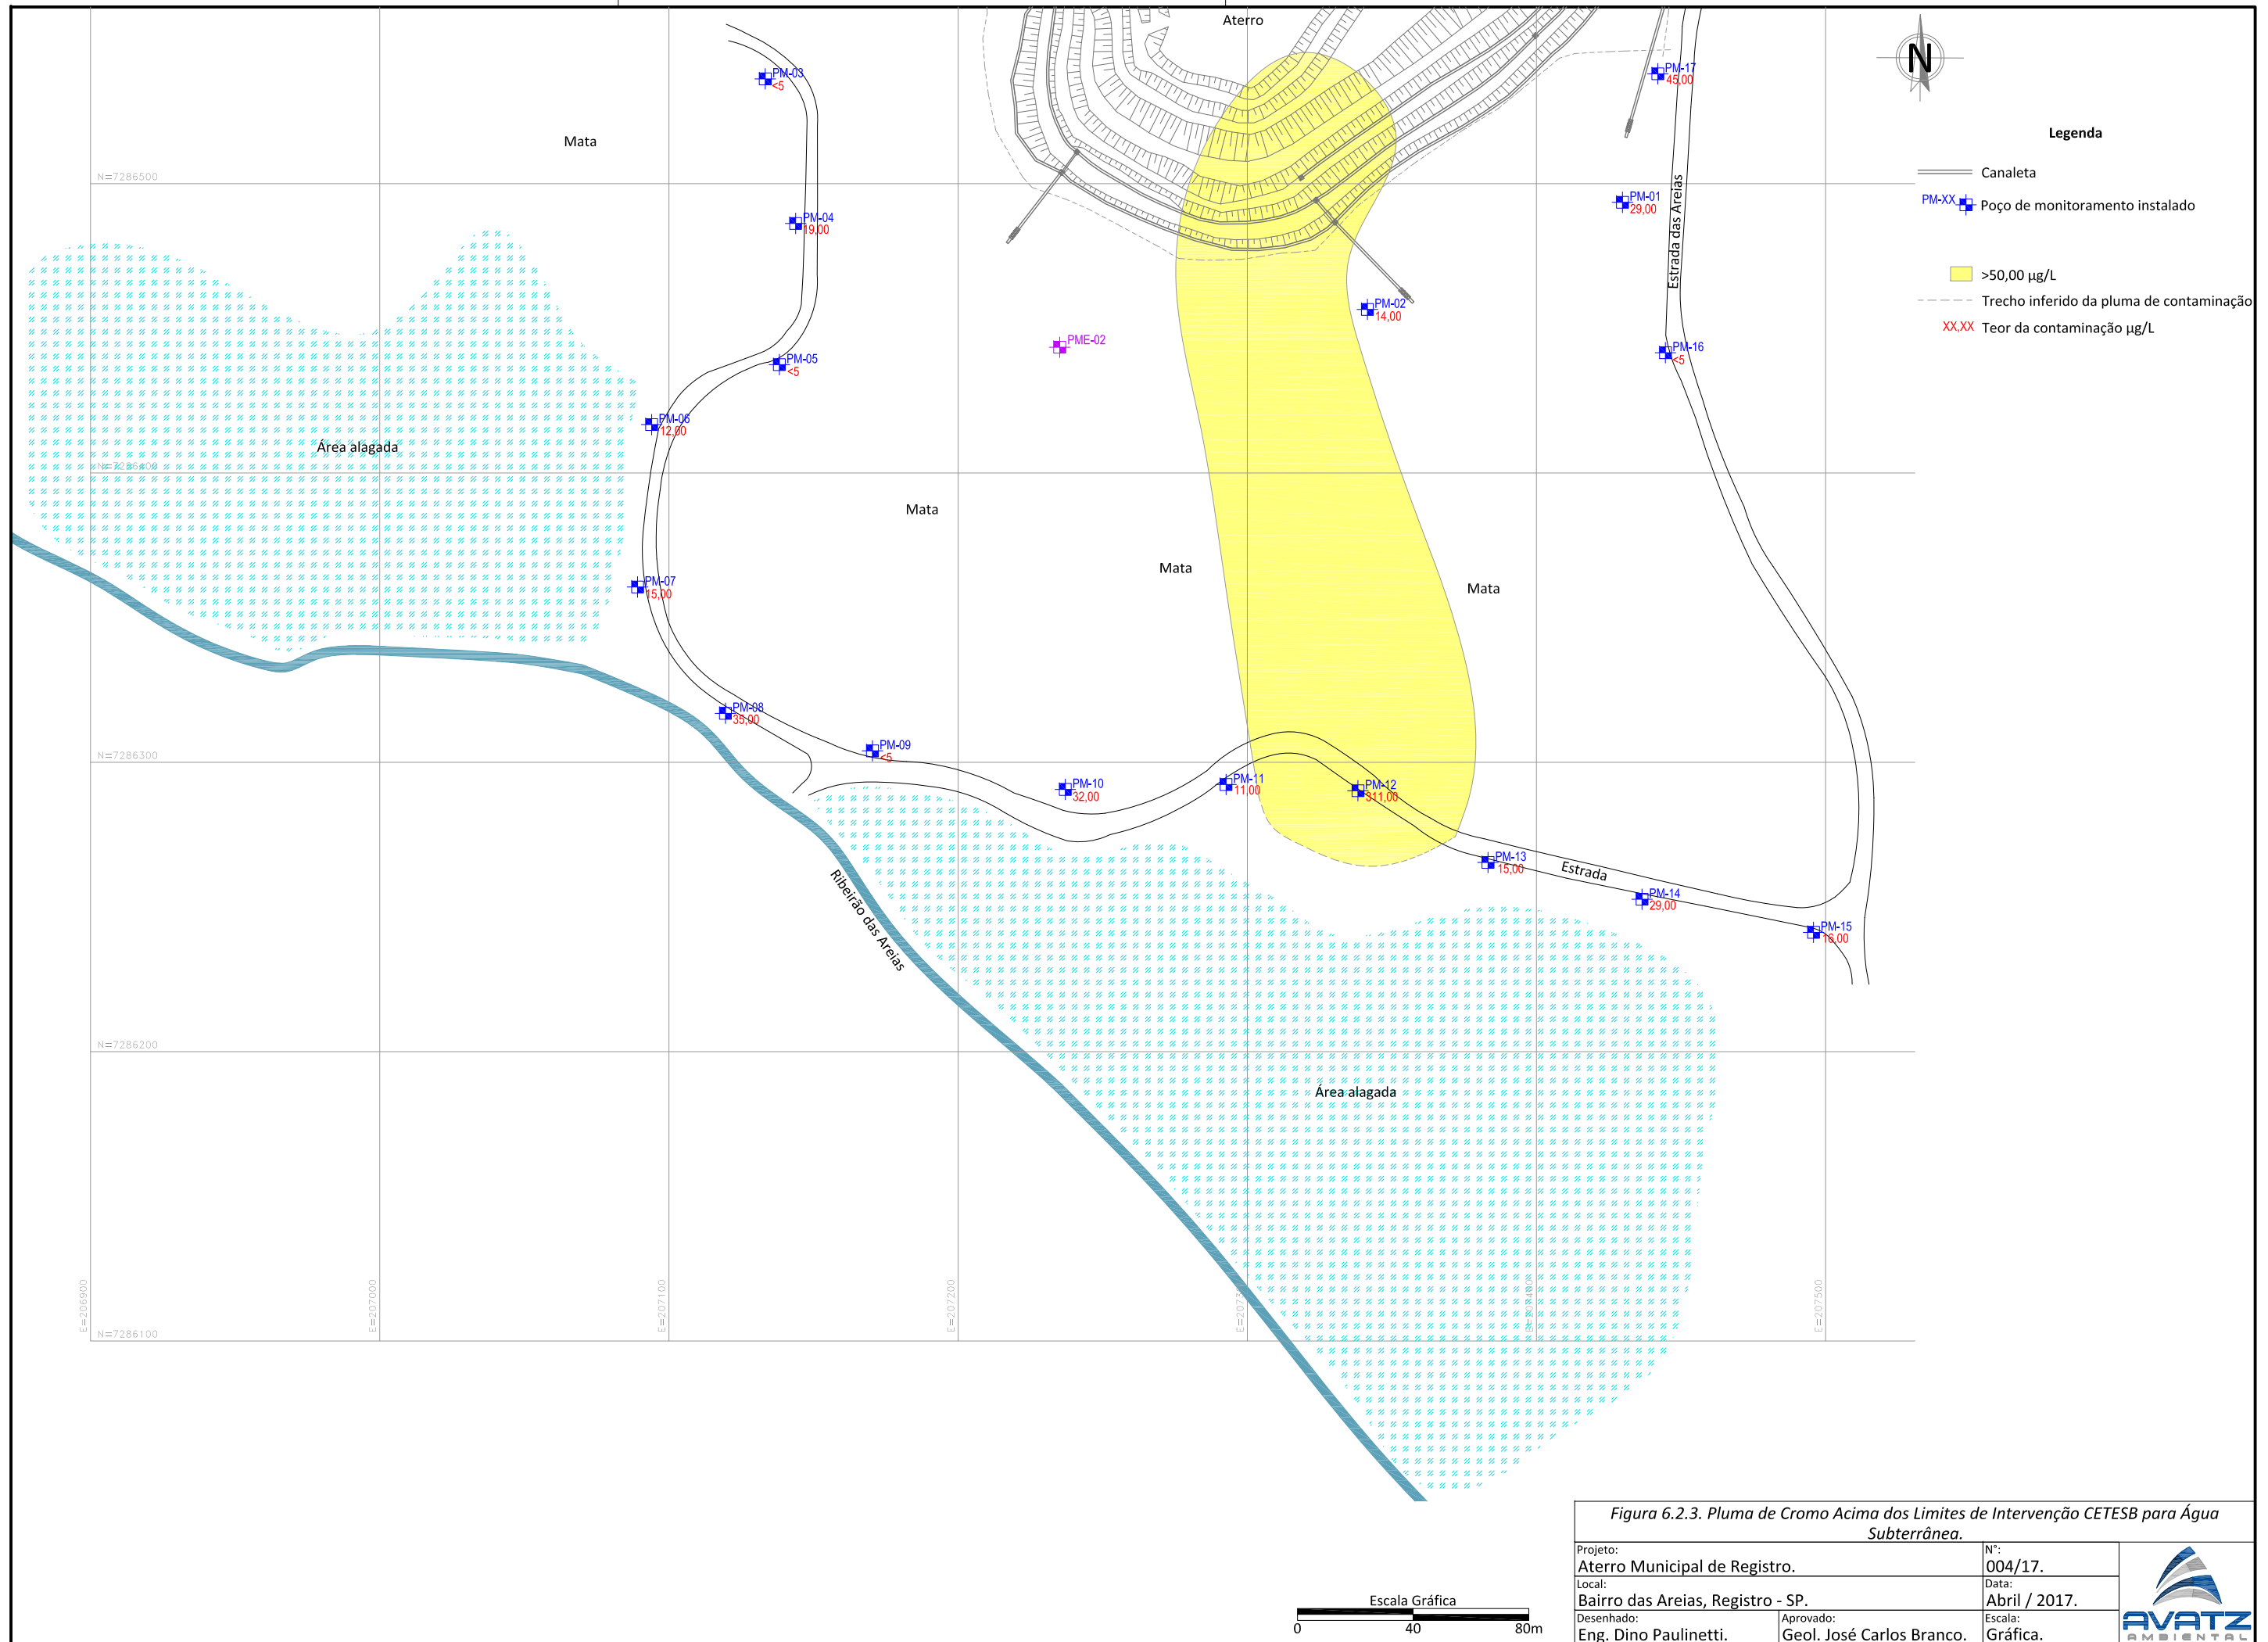 Aterro
N
PM-03
<5
PM-17
45,00
Mata
Legenda
Canaleta
PM-XX
Poço de monitoramento instalado
>50,00 µg/L
Trecho inferido da pluma de contaminação
XX,XX
Teor da contaminação µg/L
N=7286500
PM-01
29,00
PM-04
19,00
Estrada das Areias
PM-02
14,00
PME-02
PM-16
<5
PM-05
<5
PM-06
12,00
Área alagada
N=7286400
Mata
Mata
Mata
PM-07
15,00
PM-08
35,00
PM-09
<5
N=7286300
PM-10
32,00
PM-11
11,00
PM-12
311,00
PM-13
15,00
Estrada
PM-14
29,00
PM-15
16,00
Ribeirão das Areias
N=7286200
Área alagada
E=206900
E=207000
E=207100
E=207200
E=207300
E=207400
E=207500
N=7286100
Figura 6.2.3. Pluma de Cromo Acima dos Limites de Intervenção CETESB para Água
Subterrânea.
Projeto:
Aterro Municipal de Registro.
N°:
004/17.
Local:
Bairro das Areias, Registro - SP.
Data:
Abril / 2017.
Desenhado:
Eng. Dino Paulinetti.
Aprovado:
Geol. José Carlos Branco.
Escala:
Gráfica.
AVATZ
AMBIENTAL
Escala Gráfica
0 40 80m